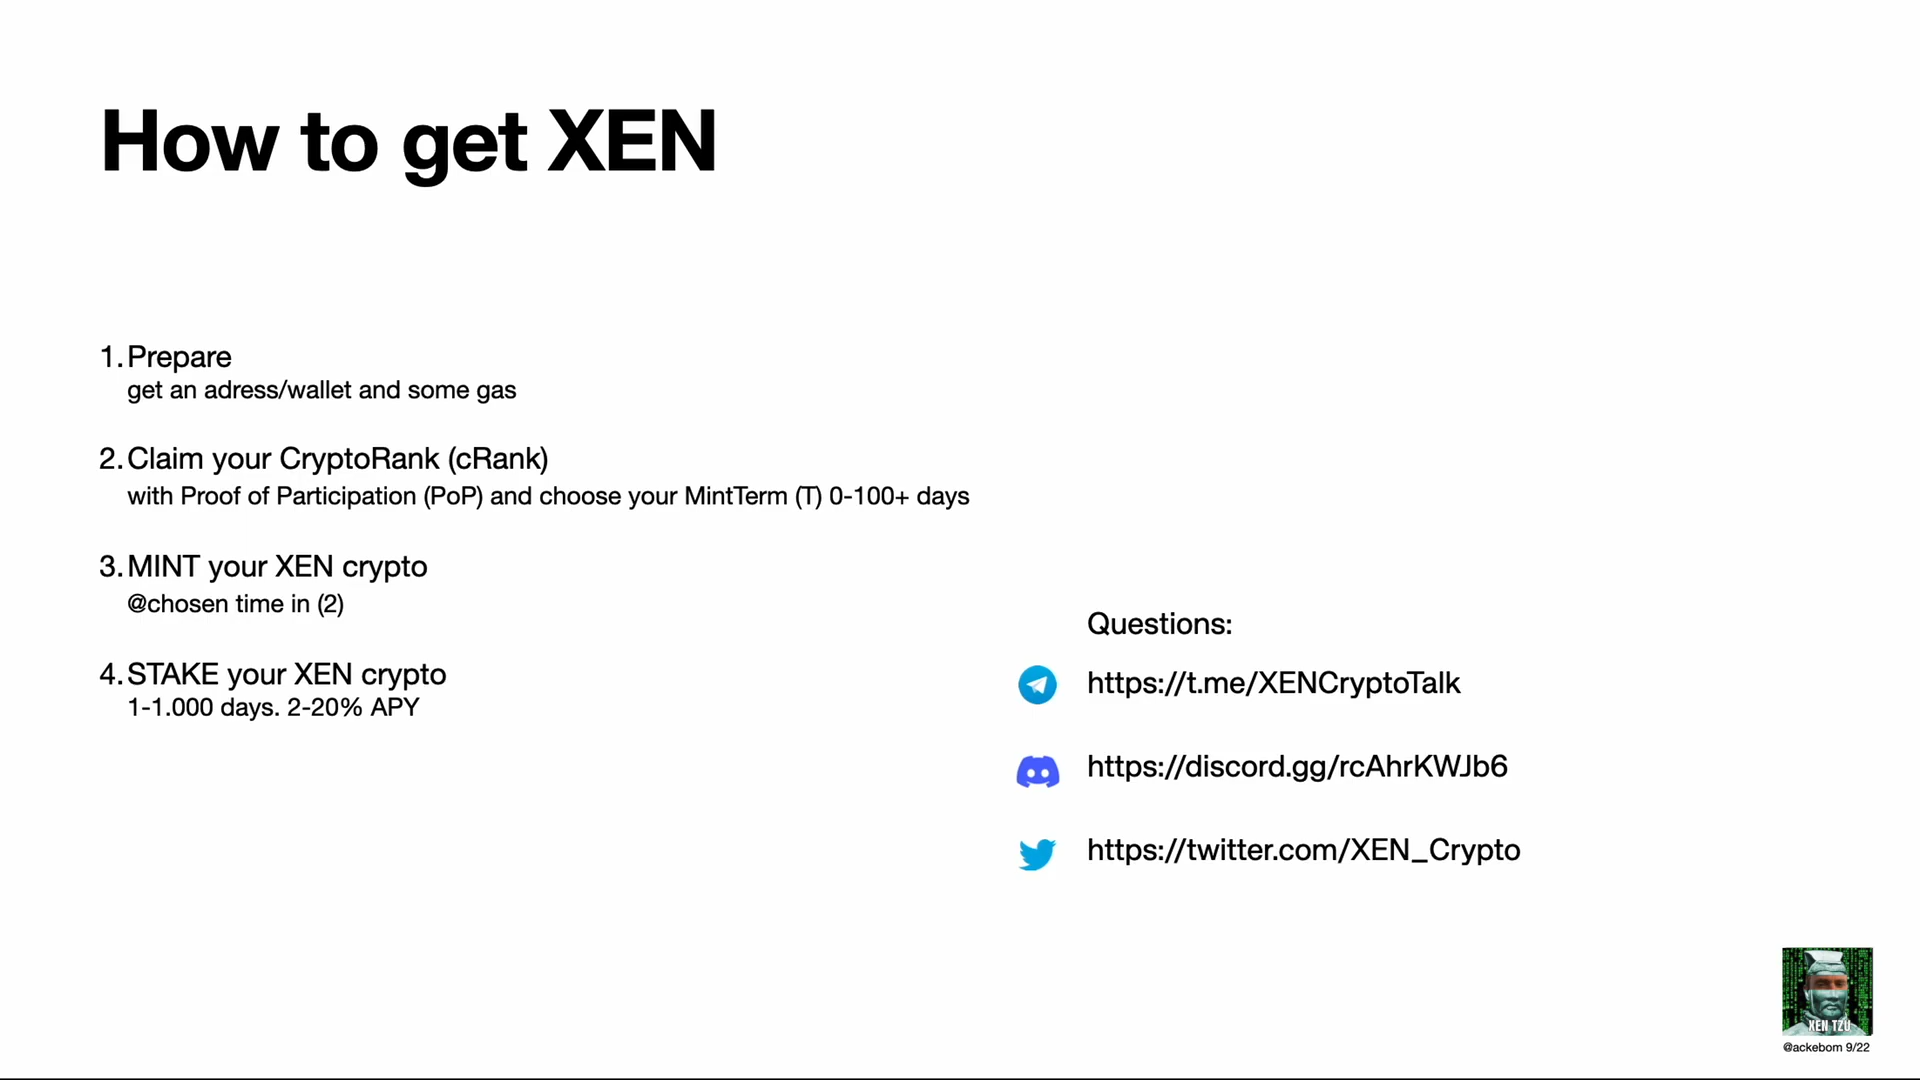 How to get XEN
1. Prepare
get an adress/wallet and some gas
2. Claim your CryptoRank (cRank)
with Proof of Participation (PoP) and choose your MintTerm (T) 0-100+ days
3. MINT your XEN crypto
@chosen time in (2)
4. STAKE your XEN crypto
1-1.000 days. 2-20% APY
Questions:
https://t.me/XENCryptoTalk
https://discord.gg/rcAhrKWJb6
https://twitter.com/XEN_Crypto
XEN TZU
@ackebom 9/22